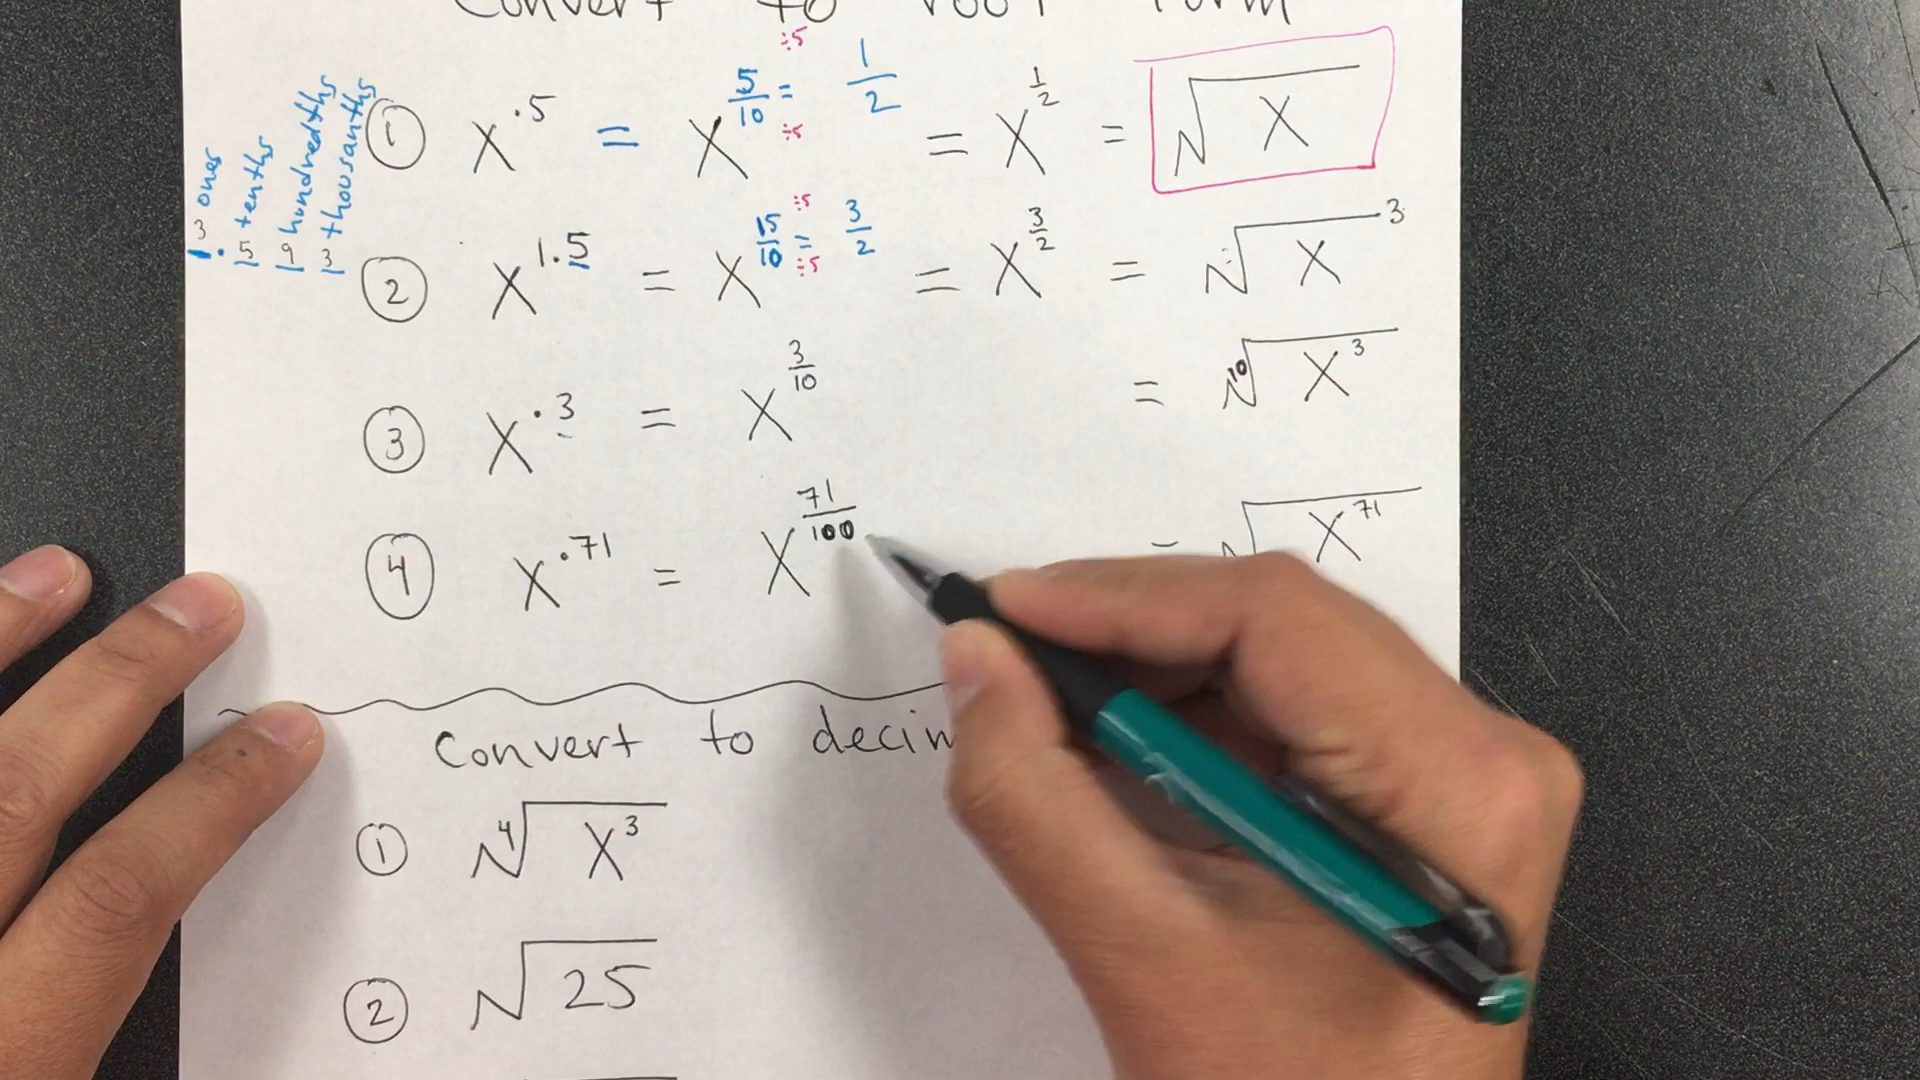 Convert to root form
① x^.5 = x^(5/10) ÷5 = ÷5 1/2 = x^(1/2) = √x
② x^1.5 = x^(15/10) ÷5 = ÷5 3/2 = x^(3/2) = √x^3
③ x^.3 = x^(3/10) = ¹⁰√x^3
④ x^.71 = x^(71/100) = √x^71
3 ones
.
5 tenths
9 hundredths
3 thousanths
Convert to decim
① ⁴√x^3
② √25